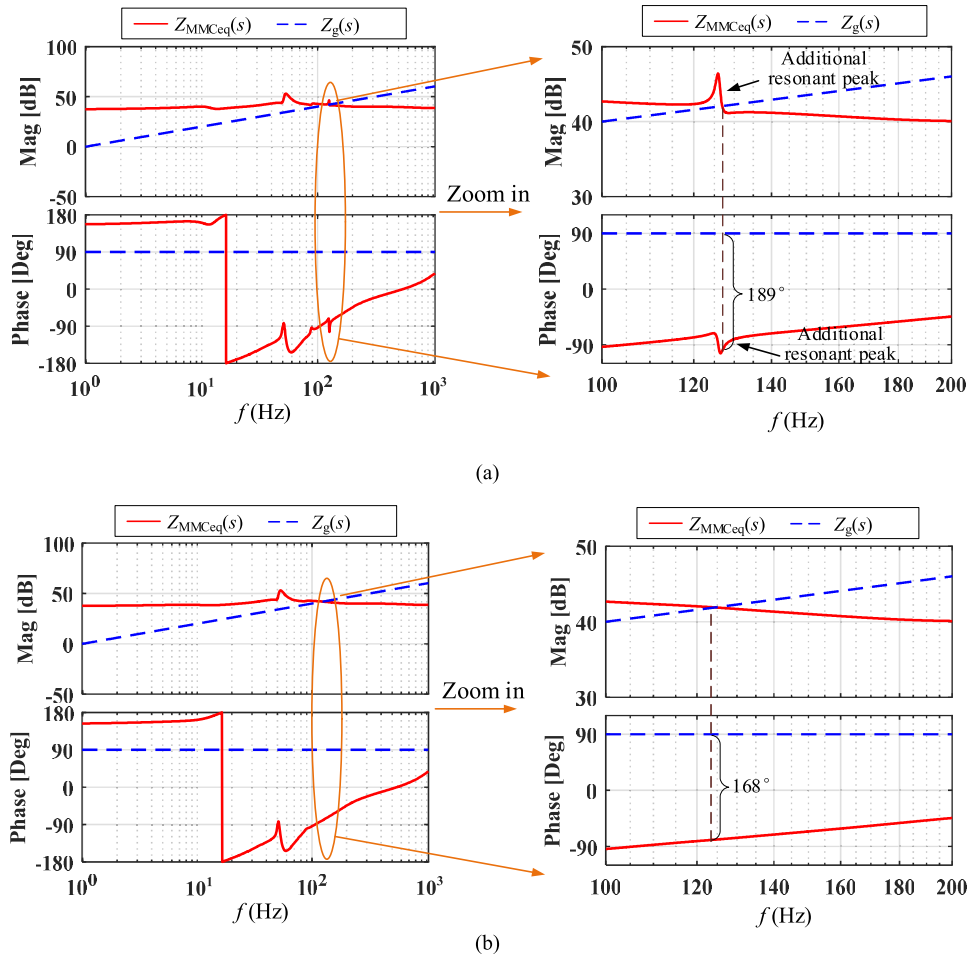 Z_MMCeq(s) Z_g(s)
100
50
0
-50
Mag [dB]
180
90
0
-90
-180
Phase [Deg]
10^0 10^1 10^2 10^3
f (Hz)
Zoom in
Z_MMCeq(s) Z_g(s)
50
40
30
Mag [dB]
Additional
resonant peak
90
0
-90
Phase [Deg]
189°
Additional
resonant peak
100 120 140 160 180 200
f (Hz)
(a)
Z_MMCeq(s) Z_g(s)
100
50
0
-50
Mag [dB]
180
90
0
-90
-180
Phase [Deg]
10^0 10^1 10^2 10^3
f (Hz)
Zoom in
Z_MMCeq(s) Z_g(s)
50
40
30
Mag [dB]
90
0
-90
Phase [Deg]
168°
100 120 140 160 180 200
f (Hz)
(b)